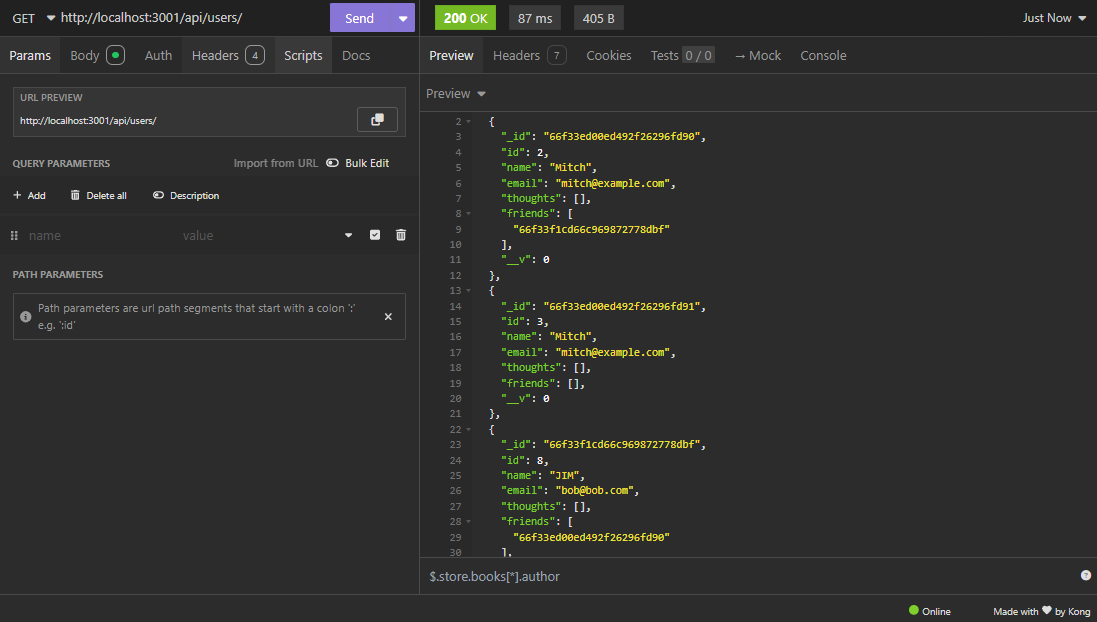 GET http://localhost:3001/api/users/ Send
200 OK 87 ms 405 B Just Now
Params Body Auth Headers 4 Scripts Docs
Preview Headers 7 Cookies Tests 0 / 0 → Mock Console
URL PREVIEW
http://localhost:3001/api/users/
QUERY PARAMETERS Import from URL Bulk Edit
+ Add Delete all Description
name value
PATH PARAMETERS
Path parameters are url path segments that start with a colon ':'
e.g. ':id'
Preview
2 {
3 "_id": "66f33ed00ed492f26296fd90",
4 "id": 2,
5 "name": "Mitch",
6 "email": "mitch@example.com",
7 "thoughts": [],
8 "friends": [
9 "66f33f1cd66c969872778dbf"
10 ],
11 "__v": 0
12 },
13 {
14 "_id": "66f33ed00ed492f26296fd91",
15 "id": 3,
16 "name": "Mitch",
17 "email": "mitch@example.com",
18 "thoughts": [],
19 "friends": [],
20 "__v": 0
21 },
22 {
23 "_id": "66f33f1cd66c969872778dbf",
24 "id": 8,
25 "name": "JIM",
26 "email": "bob@bob.com",
27 "thoughts": [],
28 "friends": [
29 "66f33ed00ed492f26296fd90"
30 ],
$.store.books[*].author
Online Made with ♥ by Kong